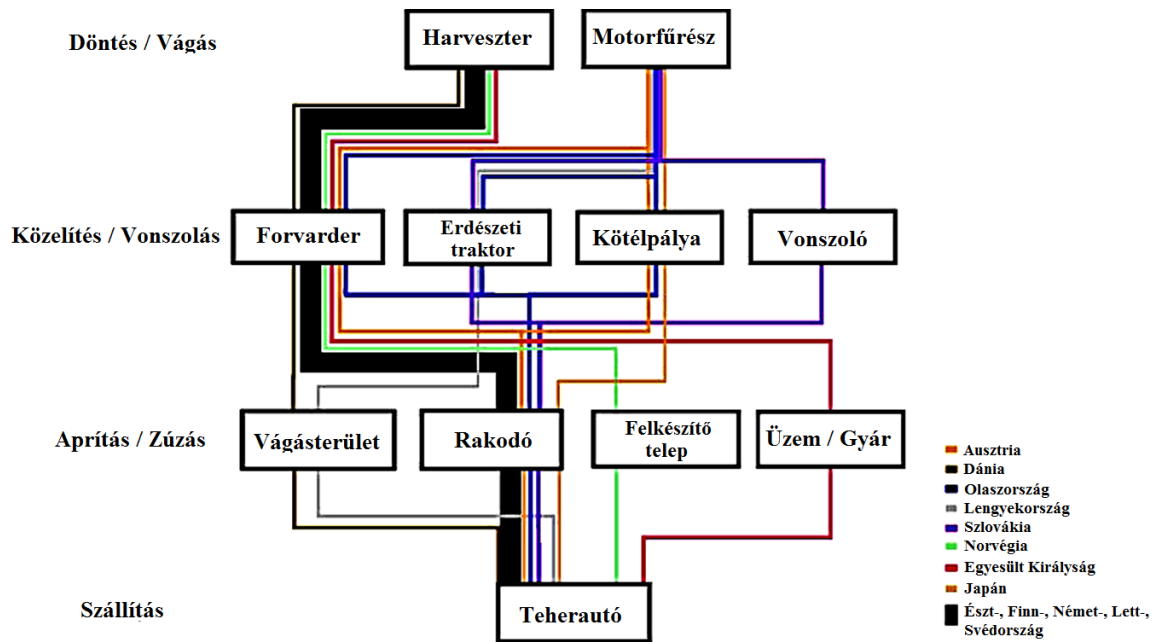 Döntés / Vágás
Harveszter
Motorfűrész
Közelítés / Vonszolás
Forvarder
Erdészeti
traktor
Kötélpálya
Vonszoló
Aprítás / Zúzás
Vágásterület
Rakodó
Felkészítő
telep
Üzem / Gyár
Szállítás
Teherautó
Ausztria
Dánia
Olaszország
Lengyekország
Szlovákia
Norvégia
Egyesült Királyság
Japán
Észt-, Finn-, Német-, Lett-,
Svédország